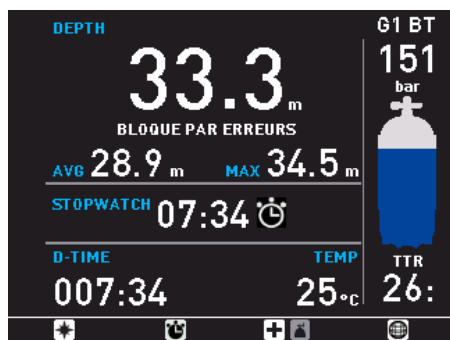 DEPTH
G1 BT
151
bar
33.3 m
BLOQUE PAR ERREURS
AVG 28.9 m MAX 34.5 m
STOPWATCH 07:34
D-TIME TEMP TTR
007:34 25°C 26: